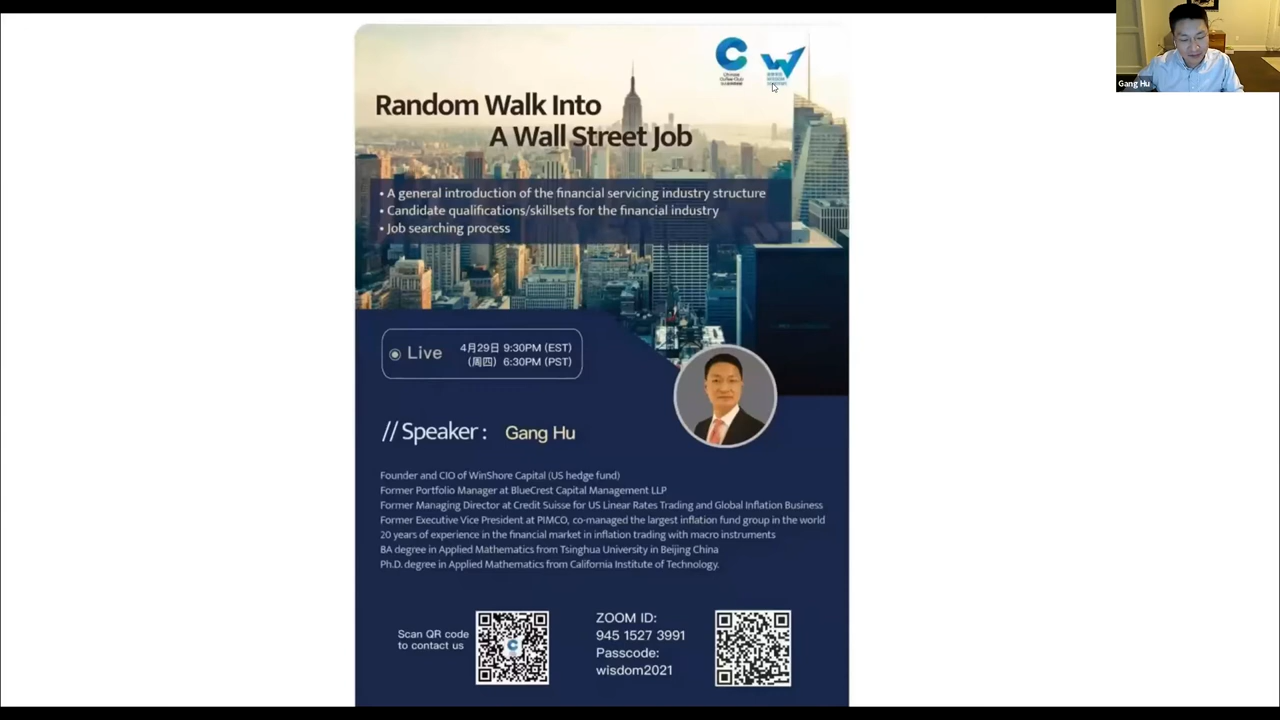 Random Walk Into
A Wall Street Job
• A general introduction of the financial servicing industry structure
• Candidate qualifications/skillsets for the financial industry
• Job searching process
Live
4月29日 9:30PM (EST)
(周四) 6:30PM (PST)
// Speaker : Gang Hu
Founder and CIO of WinShore Capital (US hedge fund)
Former Portfolio Manager at BlueCrest Capital Management LLP
Former Managing Director at Credit Suisse for US Linear Rates Trading and Global Inflation Business
Former Executive Vice President at PIMCO, co-managed the largest inflation fund group in the world
20 years of experience in the financial market in inflation trading with macro instruments
BA degree in Applied Mathematics from Tsinghua University in Beijing China
Ph.D. degree in Applied Mathematics from California Institute of Technology.
Scan QR code
to contact us
ZOOM ID:
945 1527 3991
Passcode:
wisdom2021
Gang Hu